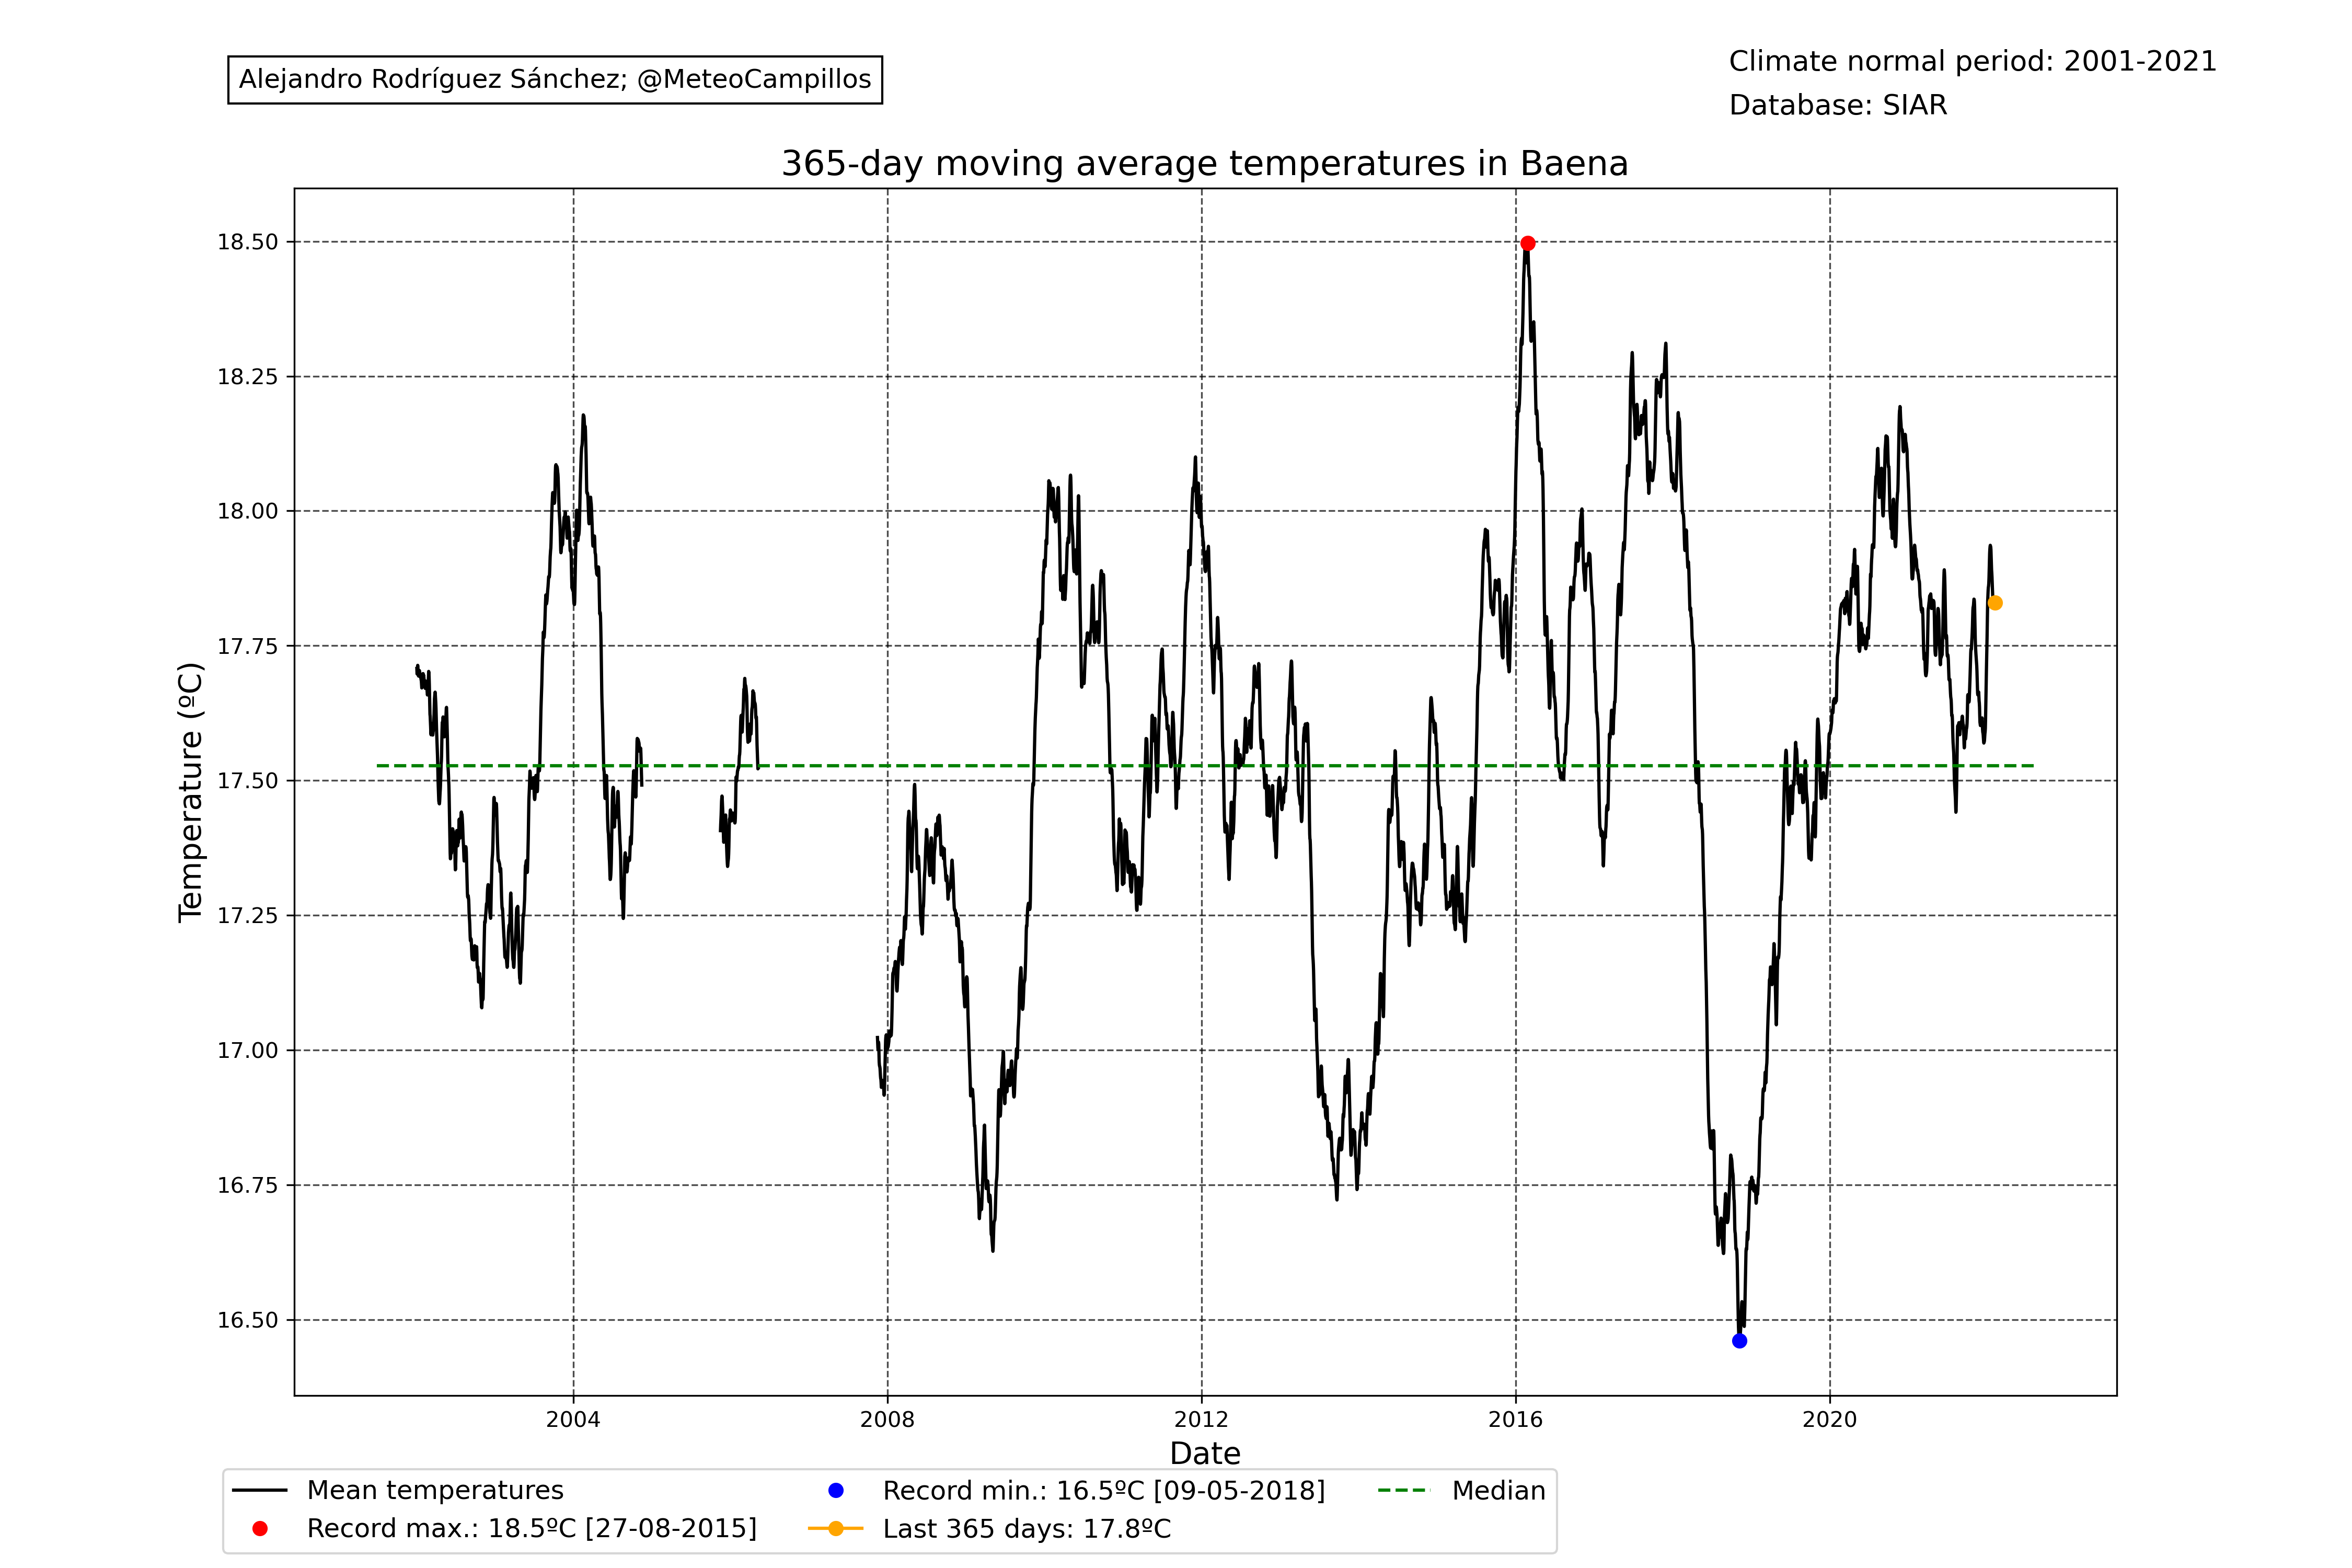 Alejandro Rodríguez Sánchez; @MeteoCampillos
Climate normal period: 2001-2021
Database: SIAR
365-day moving average temperatures in Baena
Temperature (ºC)
18.50
18.25
18.00
17.75
17.50
17.25
17.00
16.75
16.50
2004 2008 2012 2016 2020
Date
Mean temperatures
Record max.: 18.5ºC [27-08-2015]
Record min.: 16.5ºC [09-05-2018]
Last 365 days: 17.8ºC
Median